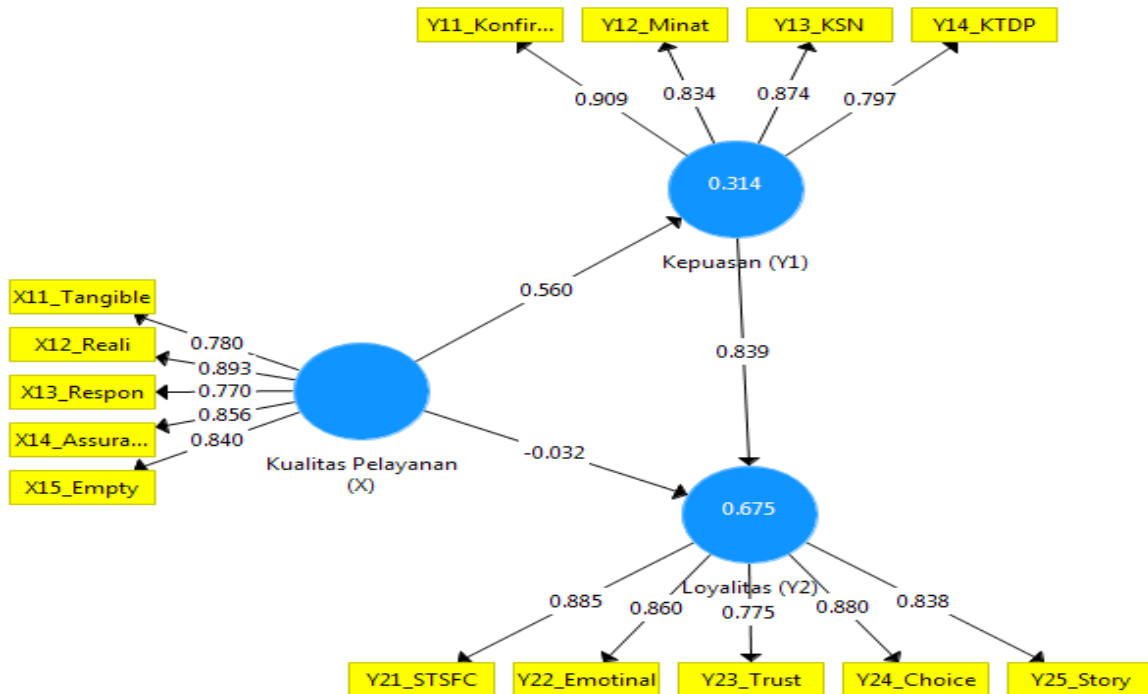 Y11_Konfir...
Y12_Minat
Y13_KSN
Y14_KTDP
0.909
0.834
0.874
0.797
0.314
Kepuasan (Y1)
0.560
X11_Tangible
X12_Reali
X13_Respon
X14_Assura...
X15_Empty
0.780
0.893
0.770
0.856
0.840
Kualitas Pelayanan
(X)
0.839
-0.032
0.675
Loyalitas (Y2)
0.885
0.860
0.775
0.880
0.838
Y21_STSFC
Y22_Emotinal
Y23_Trust
Y24_Choice
Y25_Story